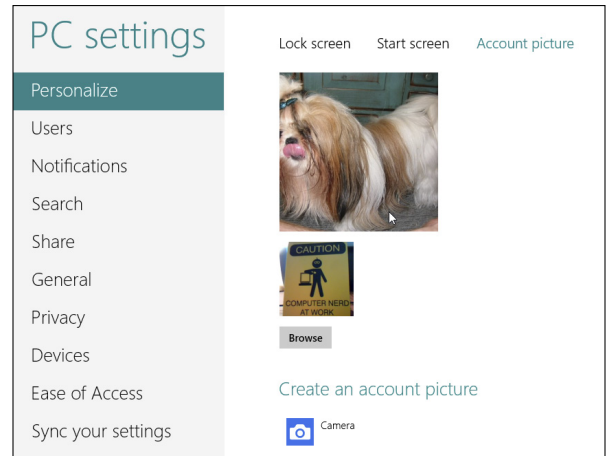 PC settings
Personalize
Users
Notifications
Search
Share
General
Privacy
Devices
Ease of Access
Sync your settings
Lock screen
Start screen
Account picture
CAUTION
COMPUTER NERD
AT WORK
Browse
Create an account picture
Camera